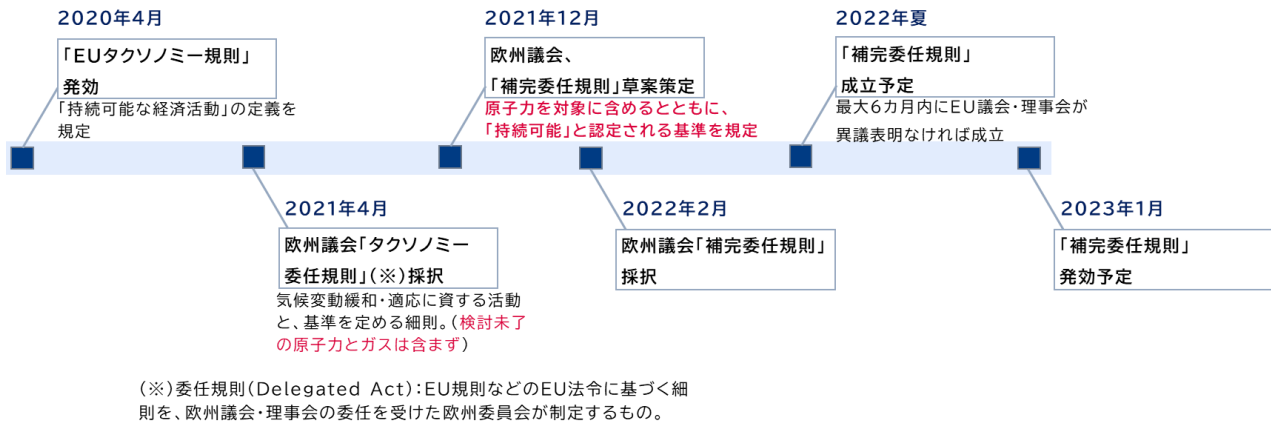 2020年4月
「EUタクソノミー規則」
発効
「持続可能な経済活動」の定義を
規定
2021年12月
欧州議会、
「補完委任規則」草案策定
原子力を対象に含めるとともに、
「持続可能」と認定される基準を規定
2022年夏
「補完委任規則」
成立予定
最大6カ月内にEU議会・理事会が
異議表明なければ成立
2021年4月
欧州議会「タクソノミー
委任規則」(※)採択
気候変動緩和・適応に資する活動
と、基準を定める細則。(検討未了
の原子力とガスは含まず)
2022年2月
欧州議会「補完委任規則」
採択
2023年1月
「補完委任規則」
発効予定
(※)委任規則(Delegated Act):EU規則などのEU法令に基づく細
則を、欧州議会・理事会の委任を受けた欧州委員会が制定するもの。